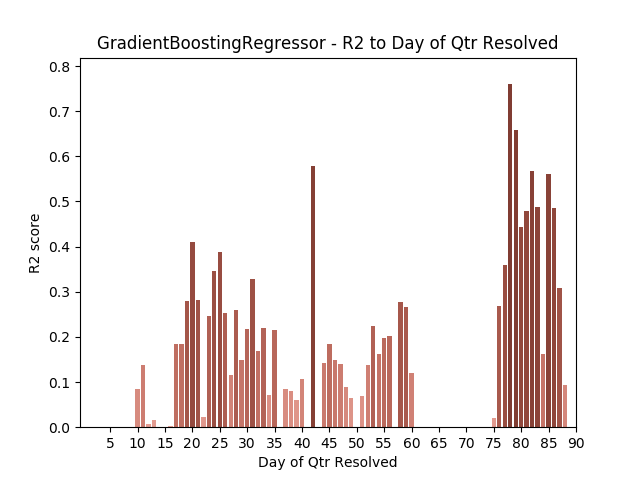 GradientBoostingRegressor - R2 to Day of Qtr Resolved
0.8
0.7
0.6
0.5
0.4
0.3
0.2
0.1
0.0
R2 score
5 10 15 20 25 30 35 40 45 50 55 60 65 70 75 80 85 90
Day of Qtr Resolved